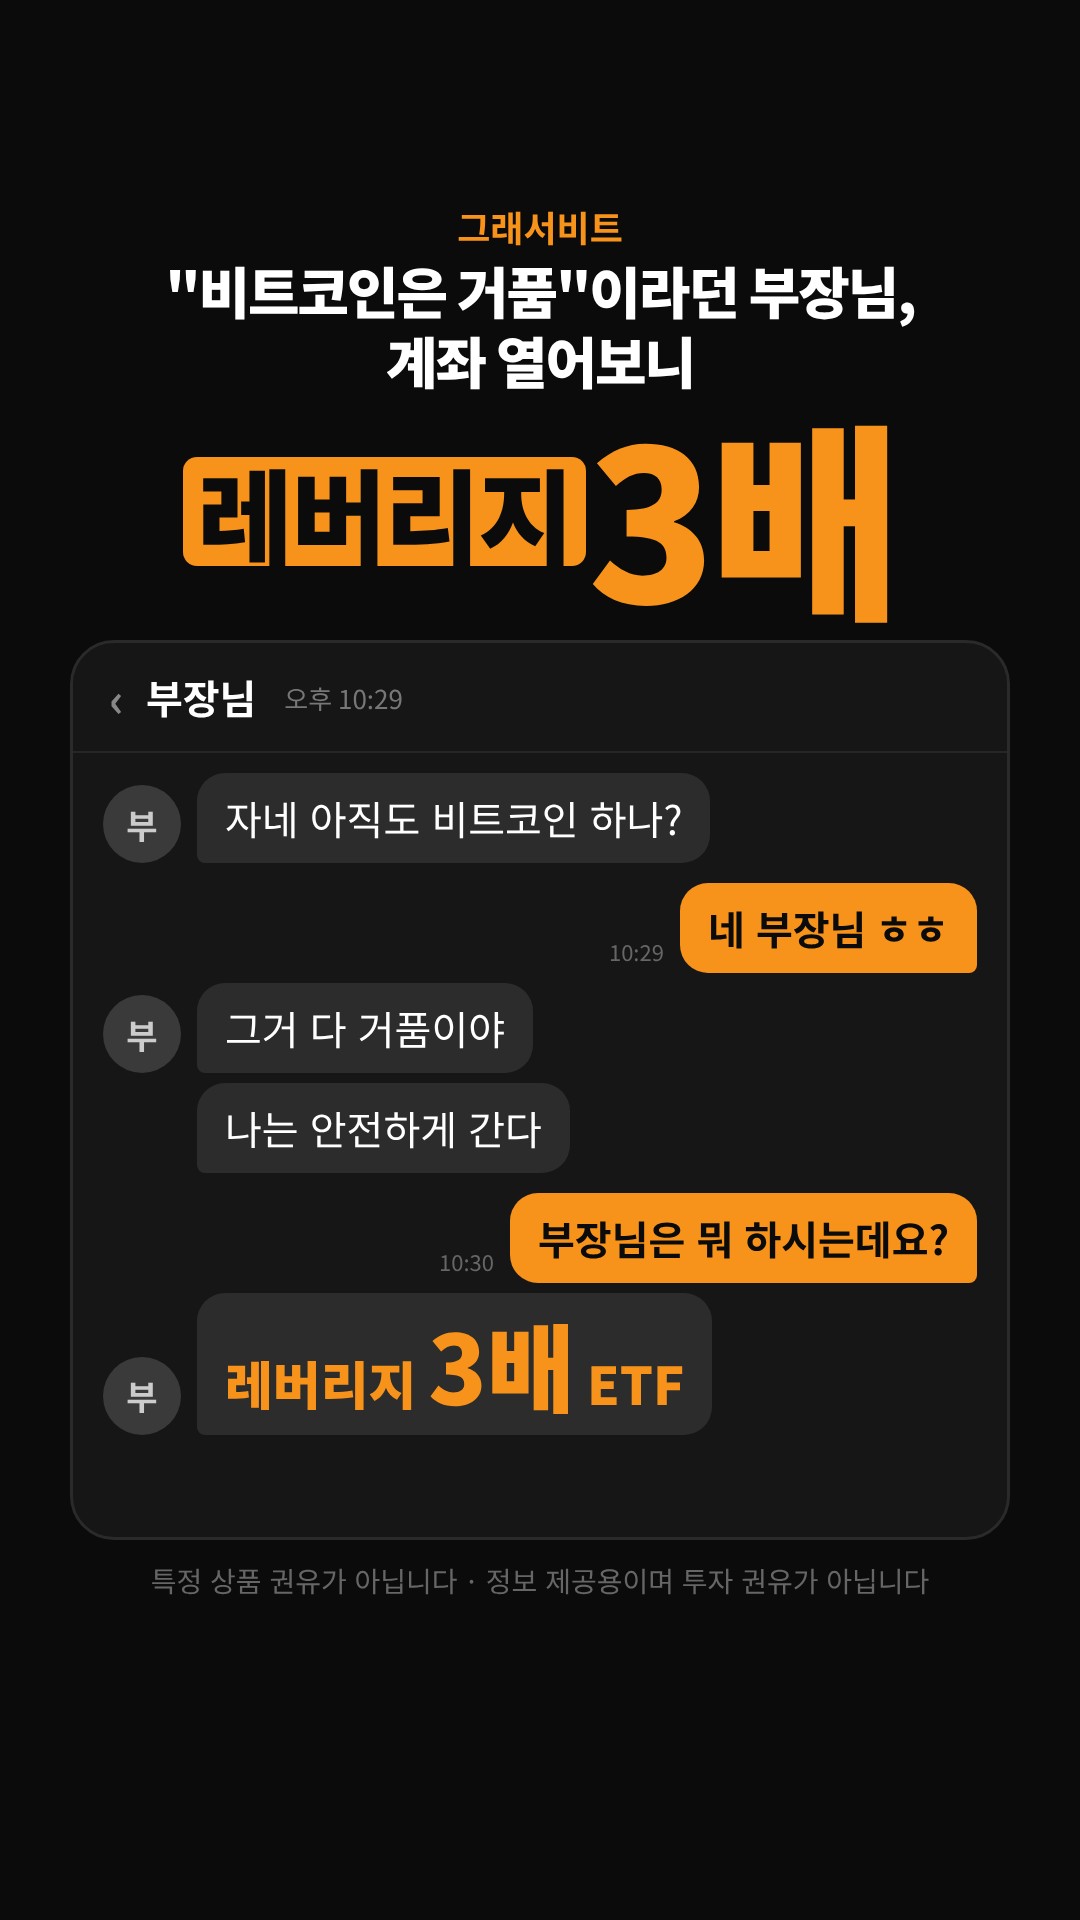 그래서비트
"비트코인은 거품"이라던 부장님,
계좌 열어보니
레버리지 3배
‹ 부장님 오후 10:29
부 자네 아직도 비트코인 하나?
10:29 네 부장님 ㅎㅎ
부 그거 다 거품이야
나는 안전하게 간다
10:30 부장님은 뭐 하시는데요?
부 레버리지 3배 ETF
특정 상품 권유가 아닙니다 · 정보 제공용이며 투자 권유가 아닙니다